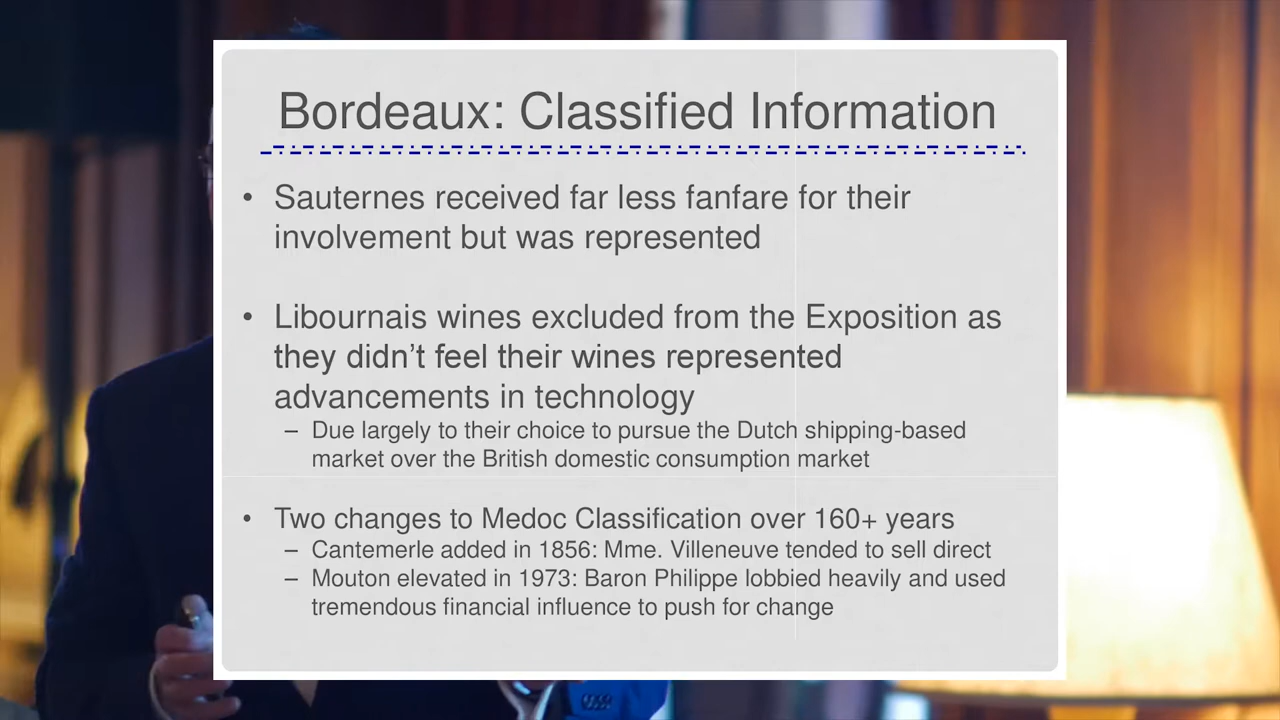 Bordeaux: Classified Information
• Sauternes received far less fanfare for their
involvement but was represented
• Libournais wines excluded from the Exposition as
they didn’t feel their wines represented
advancements in technology
– Due largely to their choice to pursue the Dutch shipping-based
market over the British domestic consumption market
• Two changes to Medoc Classification over 160+ years
– Cantemerle added in 1856: Mme. Villeneuve tended to sell direct
– Mouton elevated in 1973: Baron Philippe lobbied heavily and used
tremendous financial influence to push for change